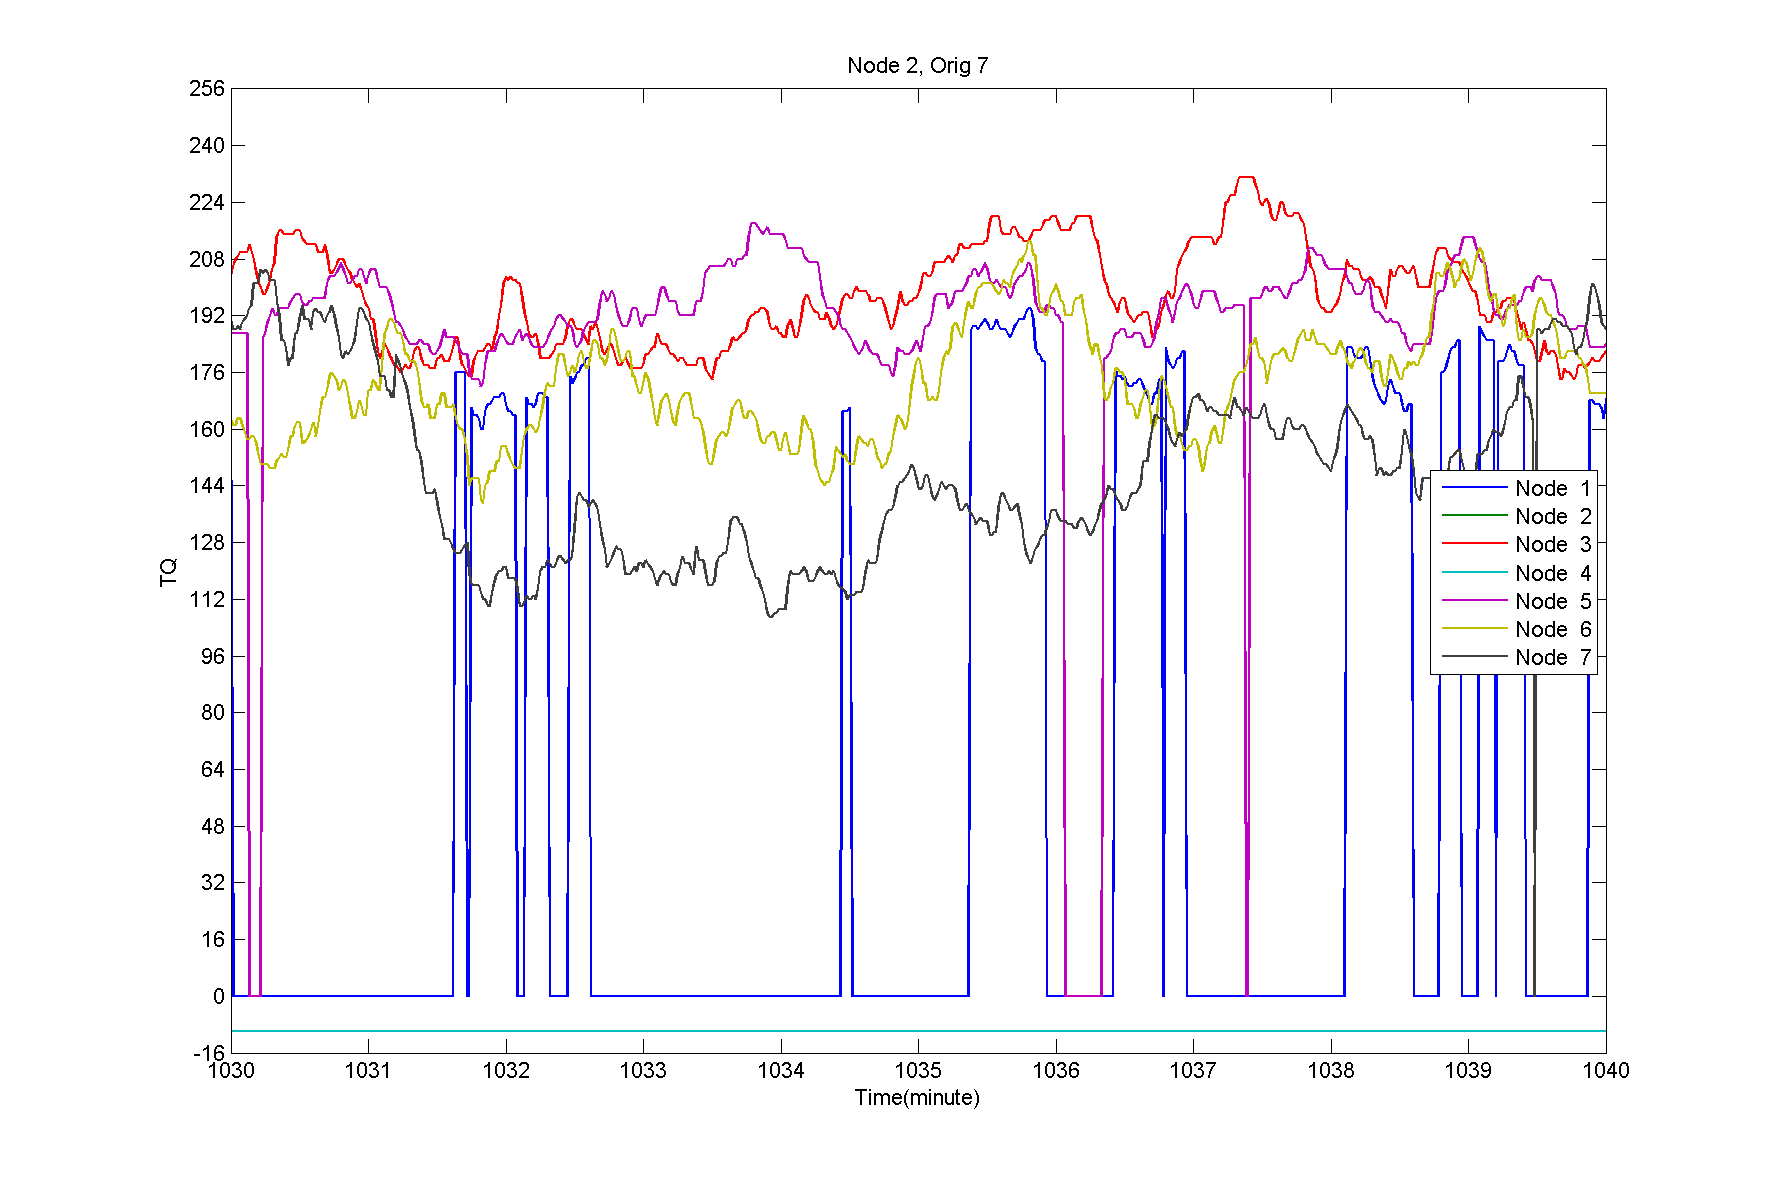 Node 2, Orig 7
256
240
224
208
192
176
160
144
128
112
96
80
64
48
32
16
0
-16
TQ
Node 1
Node 2
Node 3
Node 4
Node 5
Node 6
Node 7
1030 1031 1032 1033 1034 1035 1036 1037 1038 1039 1040
Time(minute)